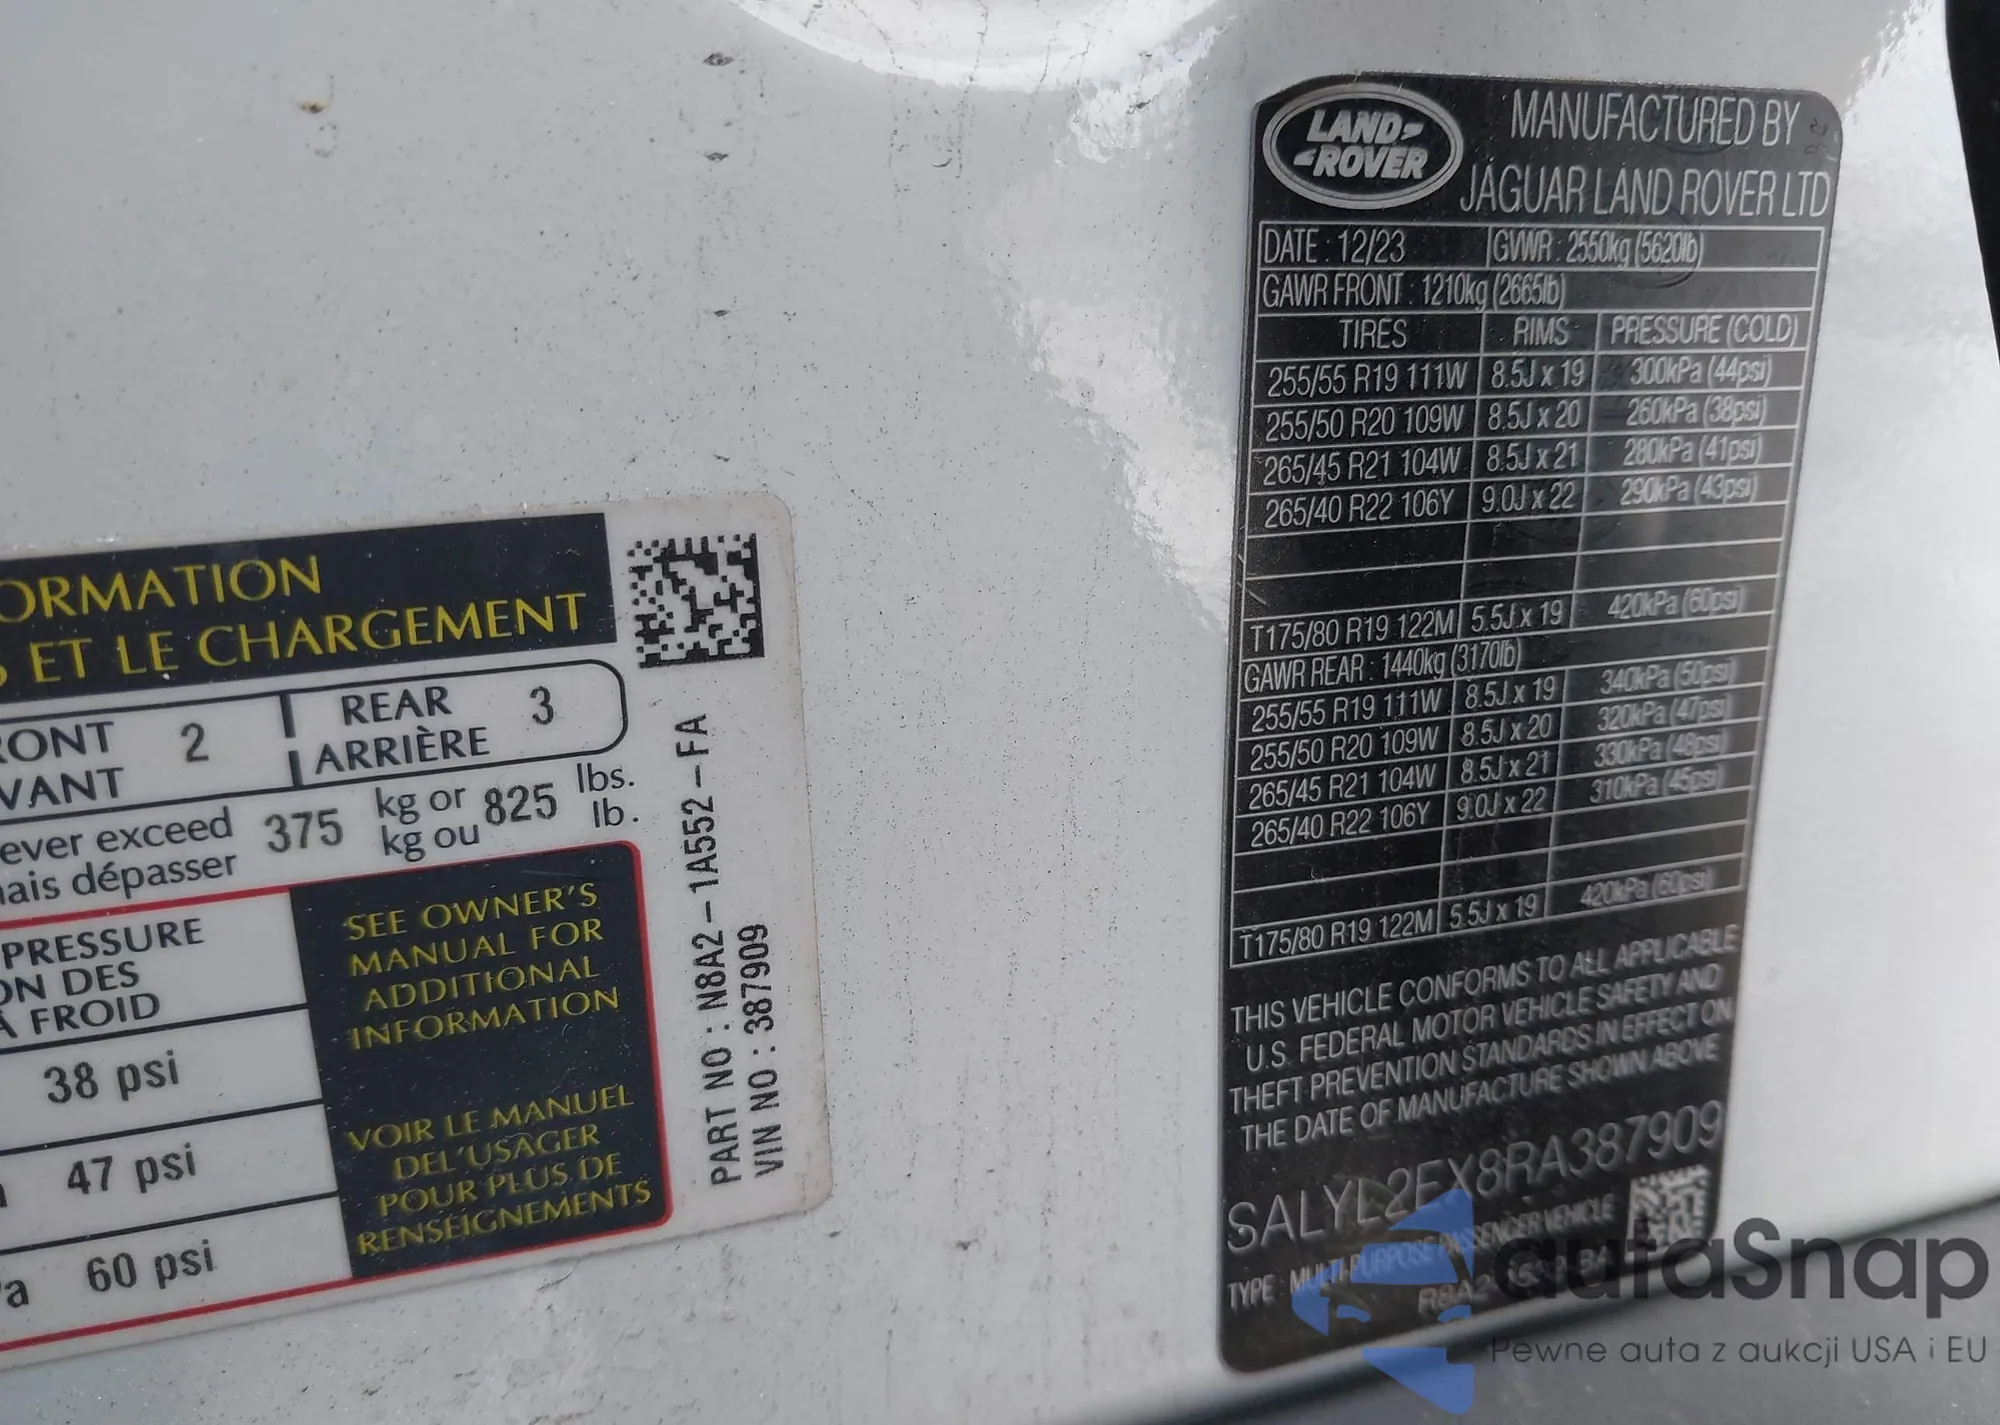 ORMATION
S ET LE CHARGEMENT
RONT
VANT
2
REAR
ARRIÈRE
3
ever exceed
nais dépasser
375
kg or
kg ou
825
lbs.
lb.
PRESSURE
ON DES
À FROID
38 psi
47 psi
a 60 psi
SEE OWNER'S
MANUAL FOR
ADDITIONAL
INFORMATION
VOIR LE MANUEL
DEL'USAGER
POUR PLUS DE
RENSEIGNEMENTS
PART NO : N8A2-1A552-FA
VIN NO : 387909
LAND-
-ROVER
MANUFACTURED BY
JAGUAR LAND ROVER LTD
DATE : 12/23 GVWR : 2550kg (5620lb)
GAWR FRONT : 1210kg (2665lb)
TIRES RIMS PRESSURE (COLD)
255/55 R19 111W 8.5J x 19 300kPa (44psi)
255/50 R20 109W 8.5J x 20 260kPa (38psi)
265/45 R21 104W 8.5J x 21 280kPa (41psi)
265/40 R22 106Y 9.0J x 22 290kPa (43psi)
T175/80 R19 122M 5.5J x 19 420kPa (60psi)
GAWR REAR : 1440kg (3170lb)
255/55 R19 111W 8.5J x 19 340kPa (50psi)
255/50 R20 109W 8.5J x 20 320kPa (47psi)
265/45 R21 104W 8.5J x 21 330kPa (48psi)
265/40 R22 106Y 9.0J x 22 310kPa (45psi)
T175/80 R19 122M 5.5J x 19 420kPa (60psi)
THIS VEHICLE CONFORMS TO ALL APPLICABLE
U.S. FEDERAL MOTOR VEHICLE SAFETY AND
THEFT PREVENTION STANDARDS IN EFFECT ON
THE DATE OF MANUFACTURE SHOWN ABOVE
SALYL2EX8RA387909
TYPE : MULTI-PURPOSE PASSENGER VEHICLE
autaSnap
Pewne auta z aukcji USA i EU